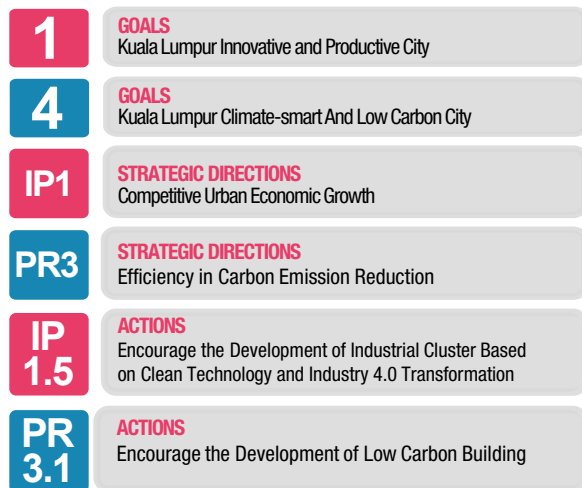 1
GOALS
Kuala Lumpur Innovative and Productive City
4
GOALS
Kuala Lumpur Climate-smart And Low Carbon City
IP1
STRATEGIC DIRECTIONS
Competitive Urban Economic Growth
PR3
STRATEGIC DIRECTIONS
Efficiency in Carbon Emission Reduction
IP
1.5
ACTIONS
Encourage the Development of Industrial Cluster Based
on Clean Technology and Industry 4.0 Transformation
PR
3.1
ACTIONS
Encourage the Development of Low Carbon Building